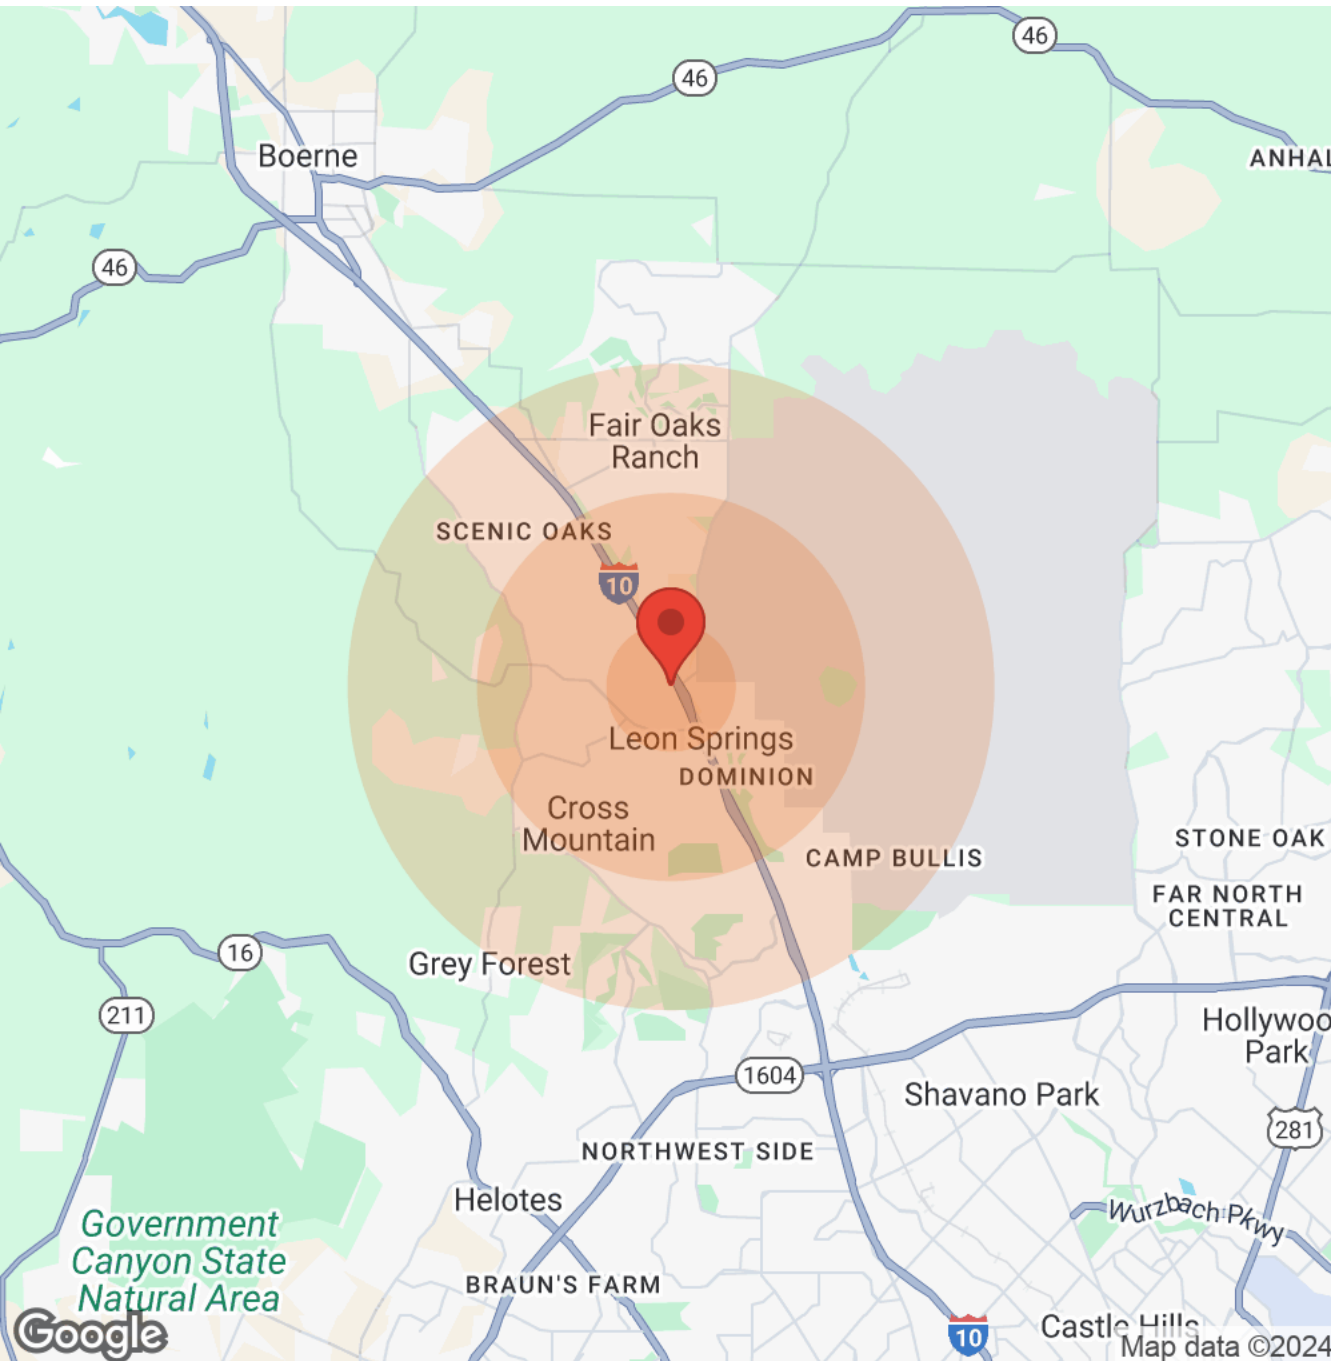 46
46
Boerne
ANHAL
46
Fair Oaks
Ranch
SCENIC OAKS
10
Leon Springs
DOMINION
Cross
Mountain
CAMP BULLIS
STONE OAK
FAR NORTH
CENTRAL
16
Grey Forest
211
Hollywoo
Park
1604
Shavano Park
281
NORTHWEST SIDE
Helotes
Wurzbach Pkwy
Government
Canyon State
Natural Area
BRAUN'S FARM
Google
10
Castle Hills
Map data ©2024